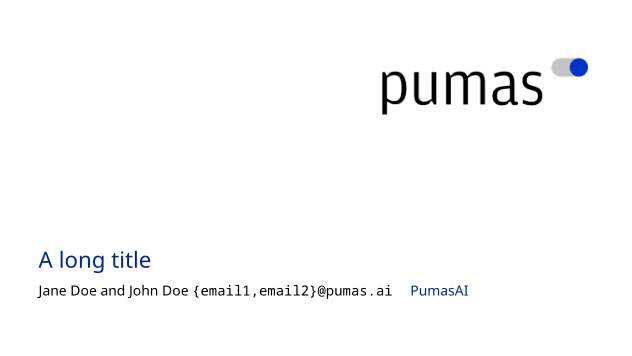 pumas
A long title
Jane Doe and John Doe {email1,email2}@pumas.ai PumasAI